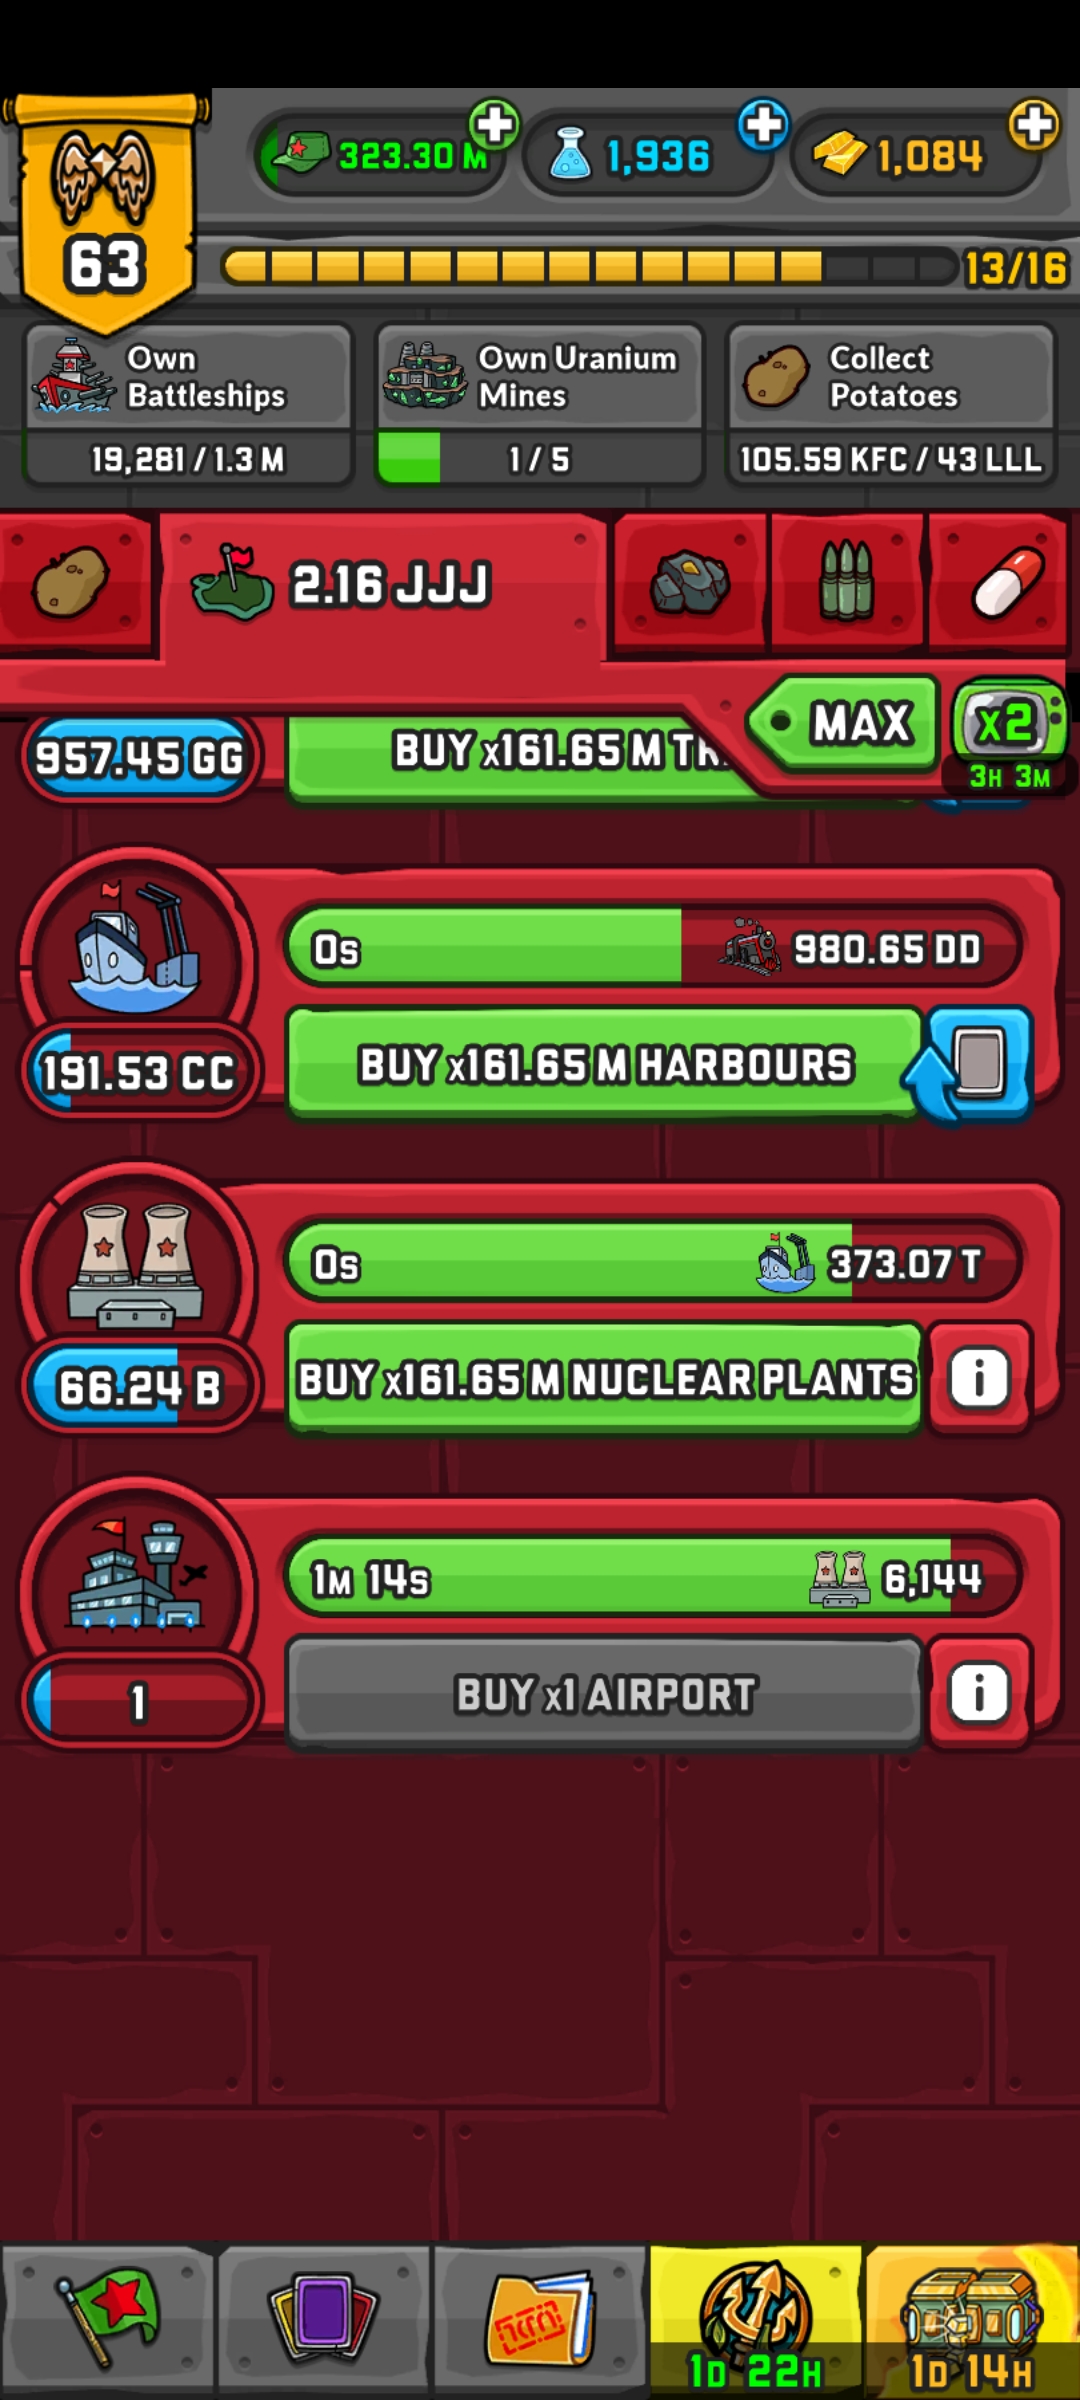 323.30 M
1,936
1,084
63
13/16
Own
Battleships
19,281 / 1.3 M
Own Uranium
Mines
1 / 5
Collect
Potatoes
105.59 KFC / 43 LLL
2.16 JJJ
MAX
X2
3H 3M
957.45 GG
BUY x161.65 M TR
0s
980.65 DD
191.53 CC
BUY x161.65 M HARBOURS
0s
373.07 T
66.24 B
BUY x161.65 M NUCLEAR PLANTS
i
1M 14s
6,144
1
BUY x1 AIRPORT
i
1D 22H
1D 14H